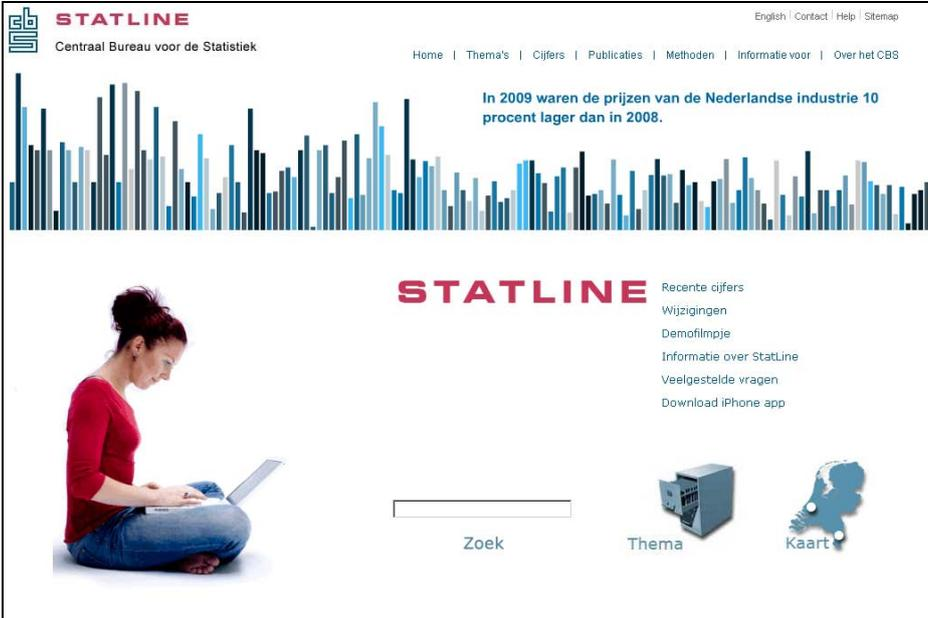 cbs
STATLINE
Centraal Bureau voor de Statistiek
English | Contact | Help | Sitemap
Home | Thema's | Cijfers | Publicaties | Methoden | Informatie voor | Over het CBS
In 2009 waren de prijzen van de Nederlandse industrie 10
procent lager dan in 2008.
STATLINE
Recente cijfers
Wijzigingen
Demofilmpje
Informatie over StatLine
Veelgestelde vragen
Download iPhone app
Zoek
Thema
Kaart